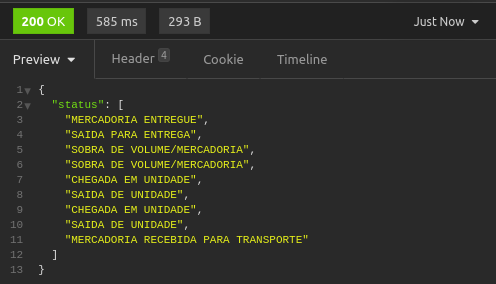 200 OK 585 ms 293 B Just Now
Preview Header 4 Cookie Timeline
1 {
2 "status": [
3 "MERCADORIA ENTREGUE",
4 "SAIDA PARA ENTREGA",
5 "SOBRA DE VOLUME/MERCADORIA",
6 "SOBRA DE VOLUME/MERCADORIA",
7 "CHEGADA EM UNIDADE",
8 "SAIDA DE UNIDADE",
9 "CHEGADA EM UNIDADE",
10 "SAIDA DE UNIDADE",
11 "MERCADORIA RECEBIDA PARA TRANSPORTE"
12 ]
13 }